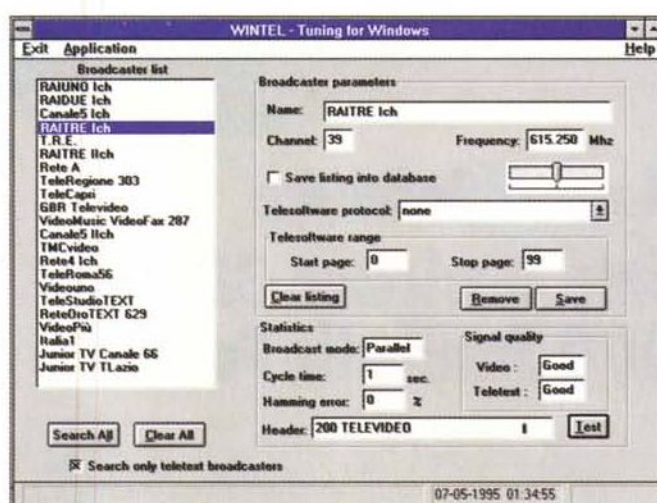 WINTEL - Tuning for Windows
Exit Application Help
Broadcaster list
RAIUNO Ich
RAIDUE Ich
Canale5 Ich
RAITRE Ich
T.R.E.
RAITRE IIch
Rete A
TeleRegione 303
TeleCapri
GBR Televideo
VideoMusic VideoFax 287
Canale5 IIch
TMCvideo
Rete4 Ich
TeleRoma56
Videouno
TeleStudioTEXT
ReteOroTEXT 629
VideoPiù
Italia1
Junior TV Canale 66
Junior TV TLazio
Search All Clear All
Search only teletext broadcasters
Broadcaster parameters
Name: RAITRE Ich
Channel: 39 Frequency: 615.250 Mhz
Save listing into database
Telesoftware protocol: none
Telesoftware range
Start page: 0 Stop page: 99
Clear listing Remove Save
Statistics
Broadcast mode: Parallel
Cycle time: 1 sec.
Hamming error: 0 %
Signal quality
Video : Good
Teletext : Good
Header: 200 TELEVIDEO Test
07-05-1995 01:34:55